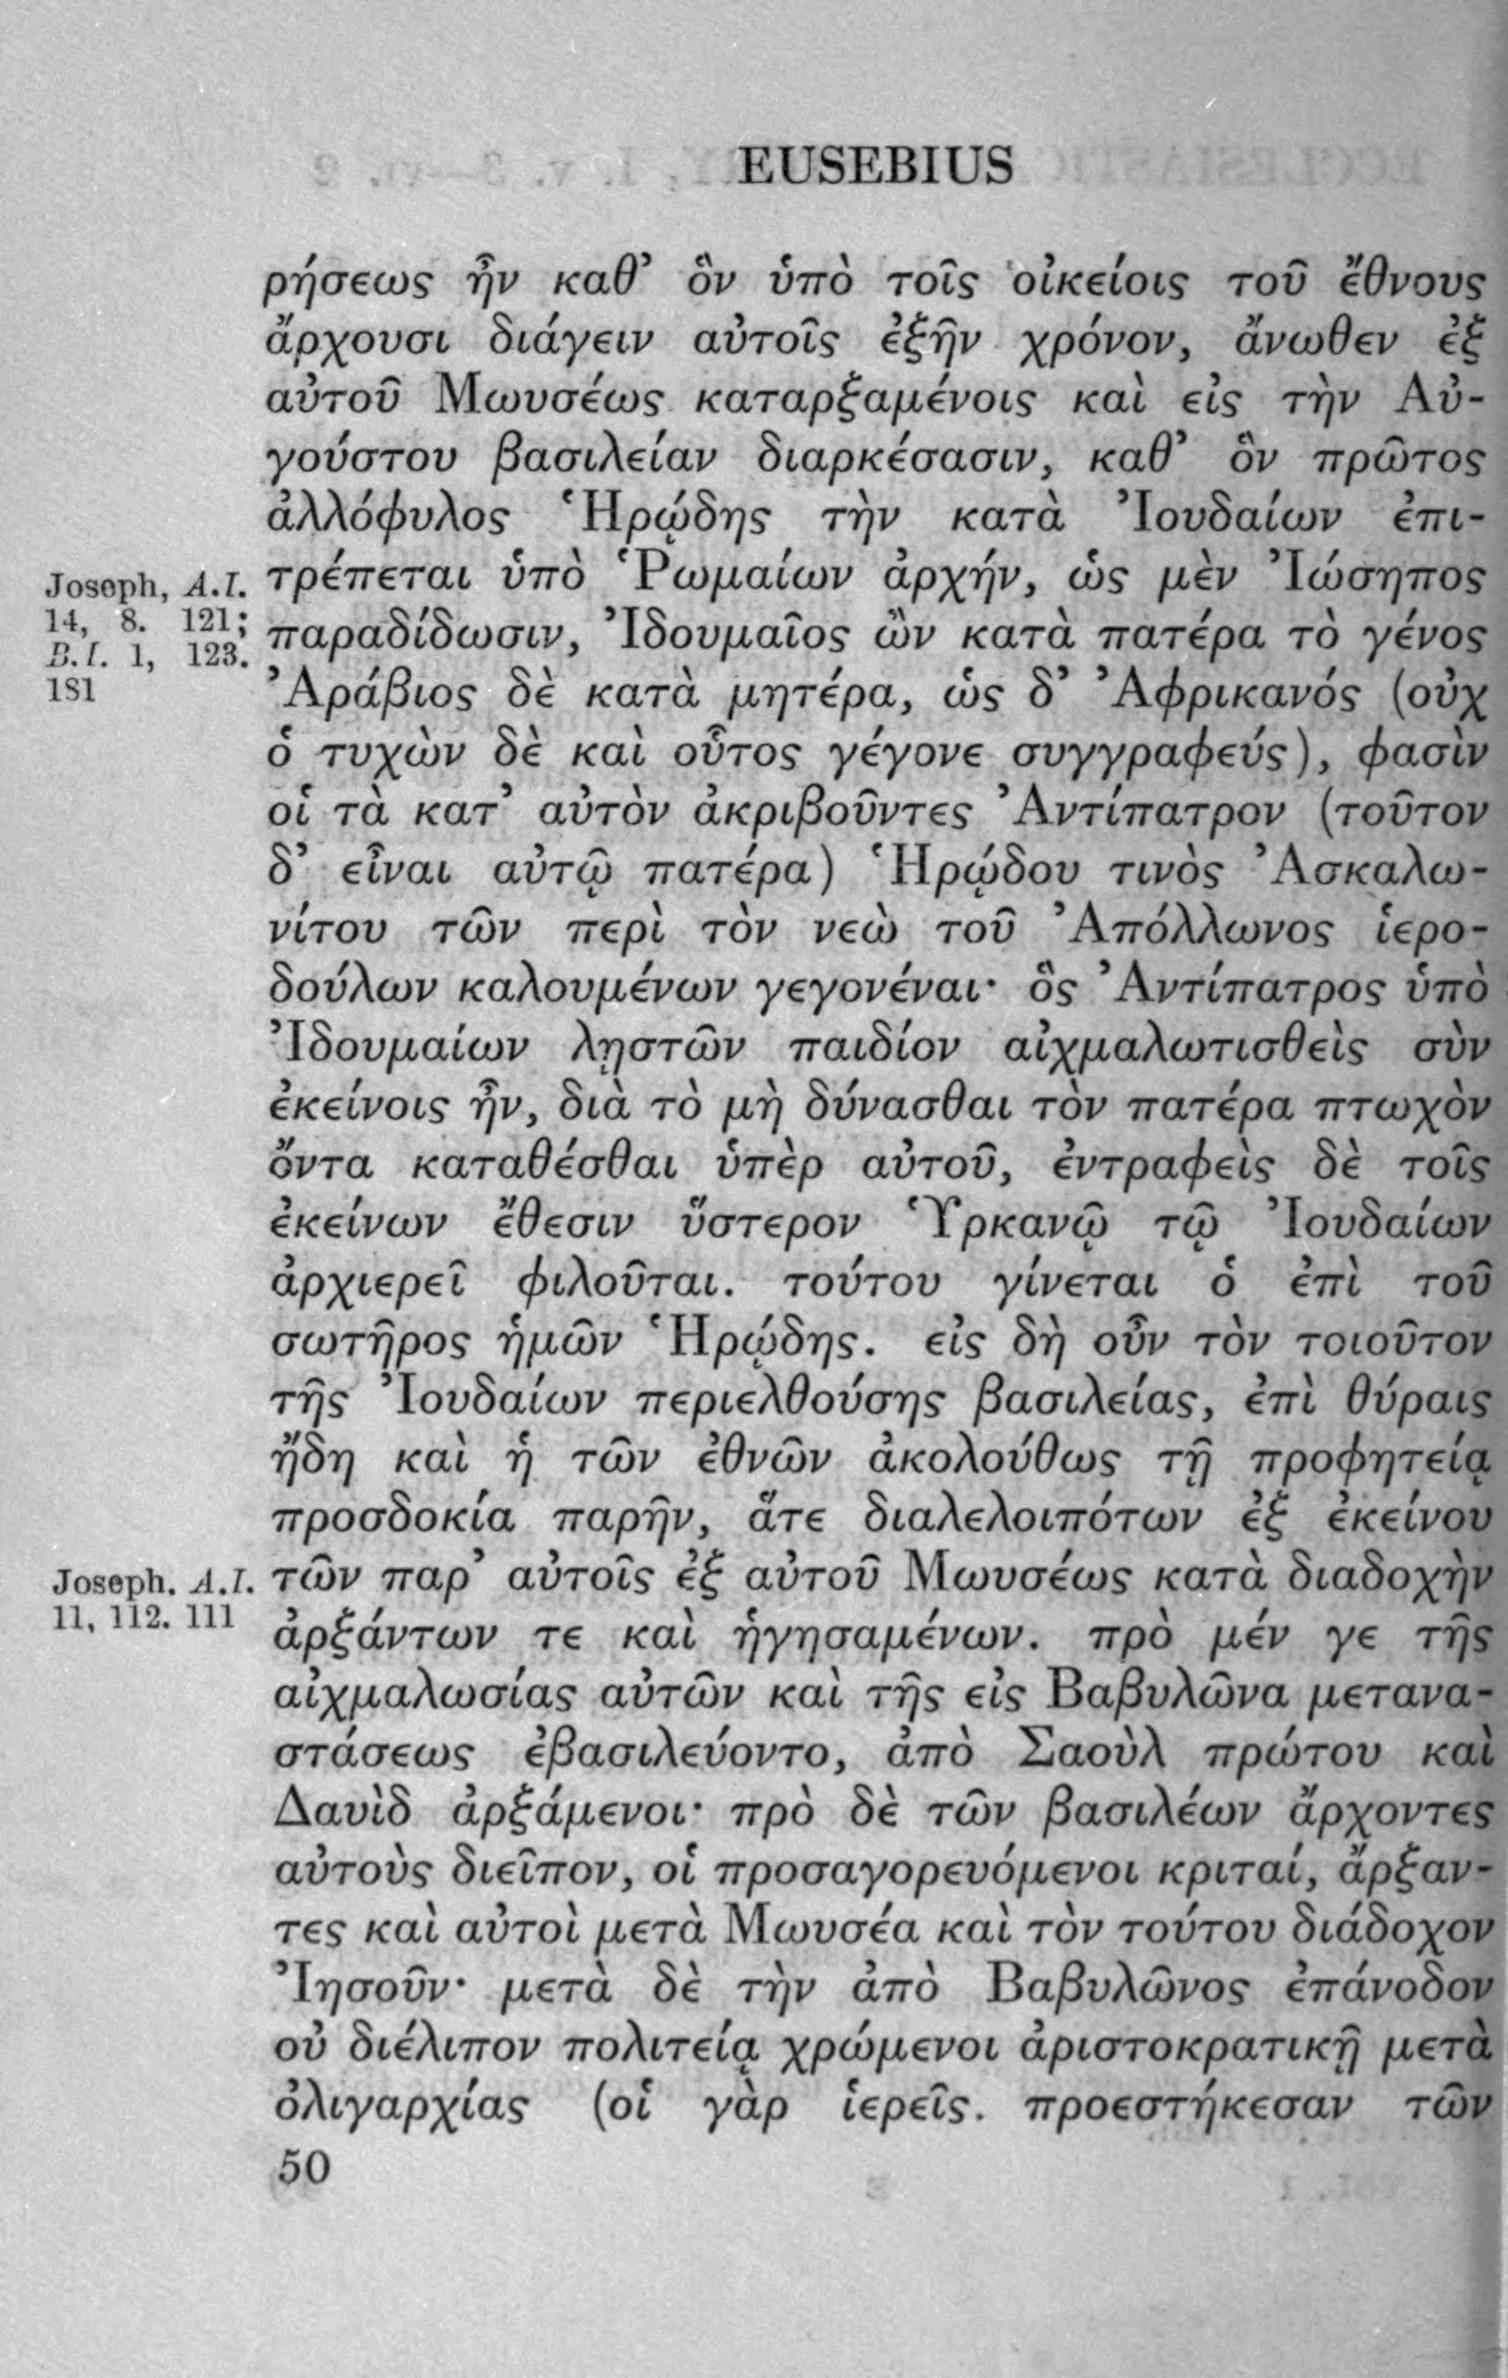 EUSEBIUS
ρήσεως ἦν καθ’ ὃν ὑπὸ τοῖς οἰκείοις τοῦ ἔθνους
ἄρχουσι διάγειν αὐτοῖς ἐξῆν χρόνον, ἄνωθεν ἐξ
αὐτοῦ Μωυσέως καταρξαμένοις καὶ εἰς τὴν Αὐ-
γούστου βασιλείαν διαρκέσασιν, καθ’ ὃν πρῶτος
ἀλλόφυλος Ἡρῴδης τὴν κατὰ Ἰουδαίων ἐπι-
Joseph, A.I. τρέπεται ὑπὸ Ῥωμαίων ἀρχήν, ὡς μὲν Ἰώσηπος
14, 8. 121; παραδίδωσιν, Ἰδουμαῖος ὢν κατὰ πατέρα τὸ γένος
B.I. 1, 123.
181 Ἀράβιος δὲ κατὰ μητέρα, ὡς δ’ Ἀφρικανός (οὐχ
ὁ τυχὼν δὲ καὶ οὗτος γέγονε συγγραφεύς), φασὶν
οἱ τὰ κατ’ αὐτὸν ἀκριβοῦντες Ἀντίπατρον (τοῦτον
δ’ εἶναι αὐτῷ πατέρα) Ἡρῴδου τινὸς Ἀσκαλω-
νίτου τῶν περὶ τὸν νεὼ τοῦ Ἀπόλλωνος ἱερο-
δούλων καλουμένων γεγονέναι· ὃς Ἀντίπατρος ὑπὸ
Ἰδουμαίων λῃστῶν παιδίον αἰχμαλωτισθεὶς σὺν
ἐκείνοις ἦν, διὰ τὸ μὴ δύνασθαι τὸν πατέρα πτωχὸν
ὄντα καταθέσθαι ὑπὲρ αὐτοῦ, ἐντραφεὶς δὲ τοῖς
ἐκείνων ἔθεσιν ὕστερον Ὑρκανῷ τῷ Ἰουδαίων
ἀρχιερεῖ φιλοῦται. τούτου γίνεται ὁ ἐπὶ τοῦ
σωτῆρος ἡμῶν Ἡρῴδης. εἰς δὴ οὖν τὸν τοιοῦτον
τῆς Ἰουδαίων περιελθούσης βασιλείας, ἐπὶ θύραις
ἤδη καὶ ἡ τῶν ἐθνῶν ἀκολούθως τῇ προφητείᾳ
προσδοκία παρῆν, ἅτε διαλελοιπότων ἐξ ἐκείνου
Joseph. A.I. τῶν παρ’ αὐτοῖς ἐξ αὐτοῦ Μωυσέως κατὰ διαδοχὴν
11, 112. 111 ἀρξάντων τε καὶ ἡγησαμένων. πρὸ μέν γε τῆς
αἰχμαλωσίας αὐτῶν καὶ τῆς εἰς Βαβυλῶνα μετανα-
στάσεως ἐβασιλεύοντο, ἀπὸ Σαοὺλ πρώτου καὶ
Δαυὶδ ἀρξάμενοι· πρὸ δὲ τῶν βασιλέων ἄρχοντες
αὐτοὺς διεῖπον, οἱ προσαγορευόμενοι κριταί, ἄρξαν-
τες καὶ αὐτοὶ μετὰ Μωυσέα καὶ τὸν τούτου διάδοχον
Ἰησοῦν· μετὰ δὲ τὴν ἀπὸ Βαβυλῶνος ἐπάνοδον
οὐ διέλιπον πολιτείᾳ χρώμενοι ἀριστοκρατικῇ μετὰ
ὀλιγαρχίας (οἱ γὰρ ἱερεῖς. προεστήκεσαν τῶν
50